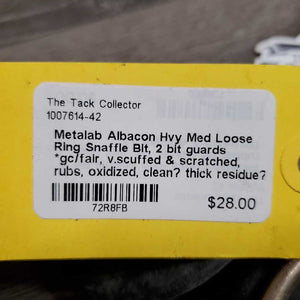 The Tack Collector
1007614-42
Metalab Albacon Hvy Med Loose
Ring Snaffle Bit, 2 bit guards
*gc/fair, v.scuffed & scratched,
rubs, oxidized, clean? thick residue?
72R8FB
$28.00